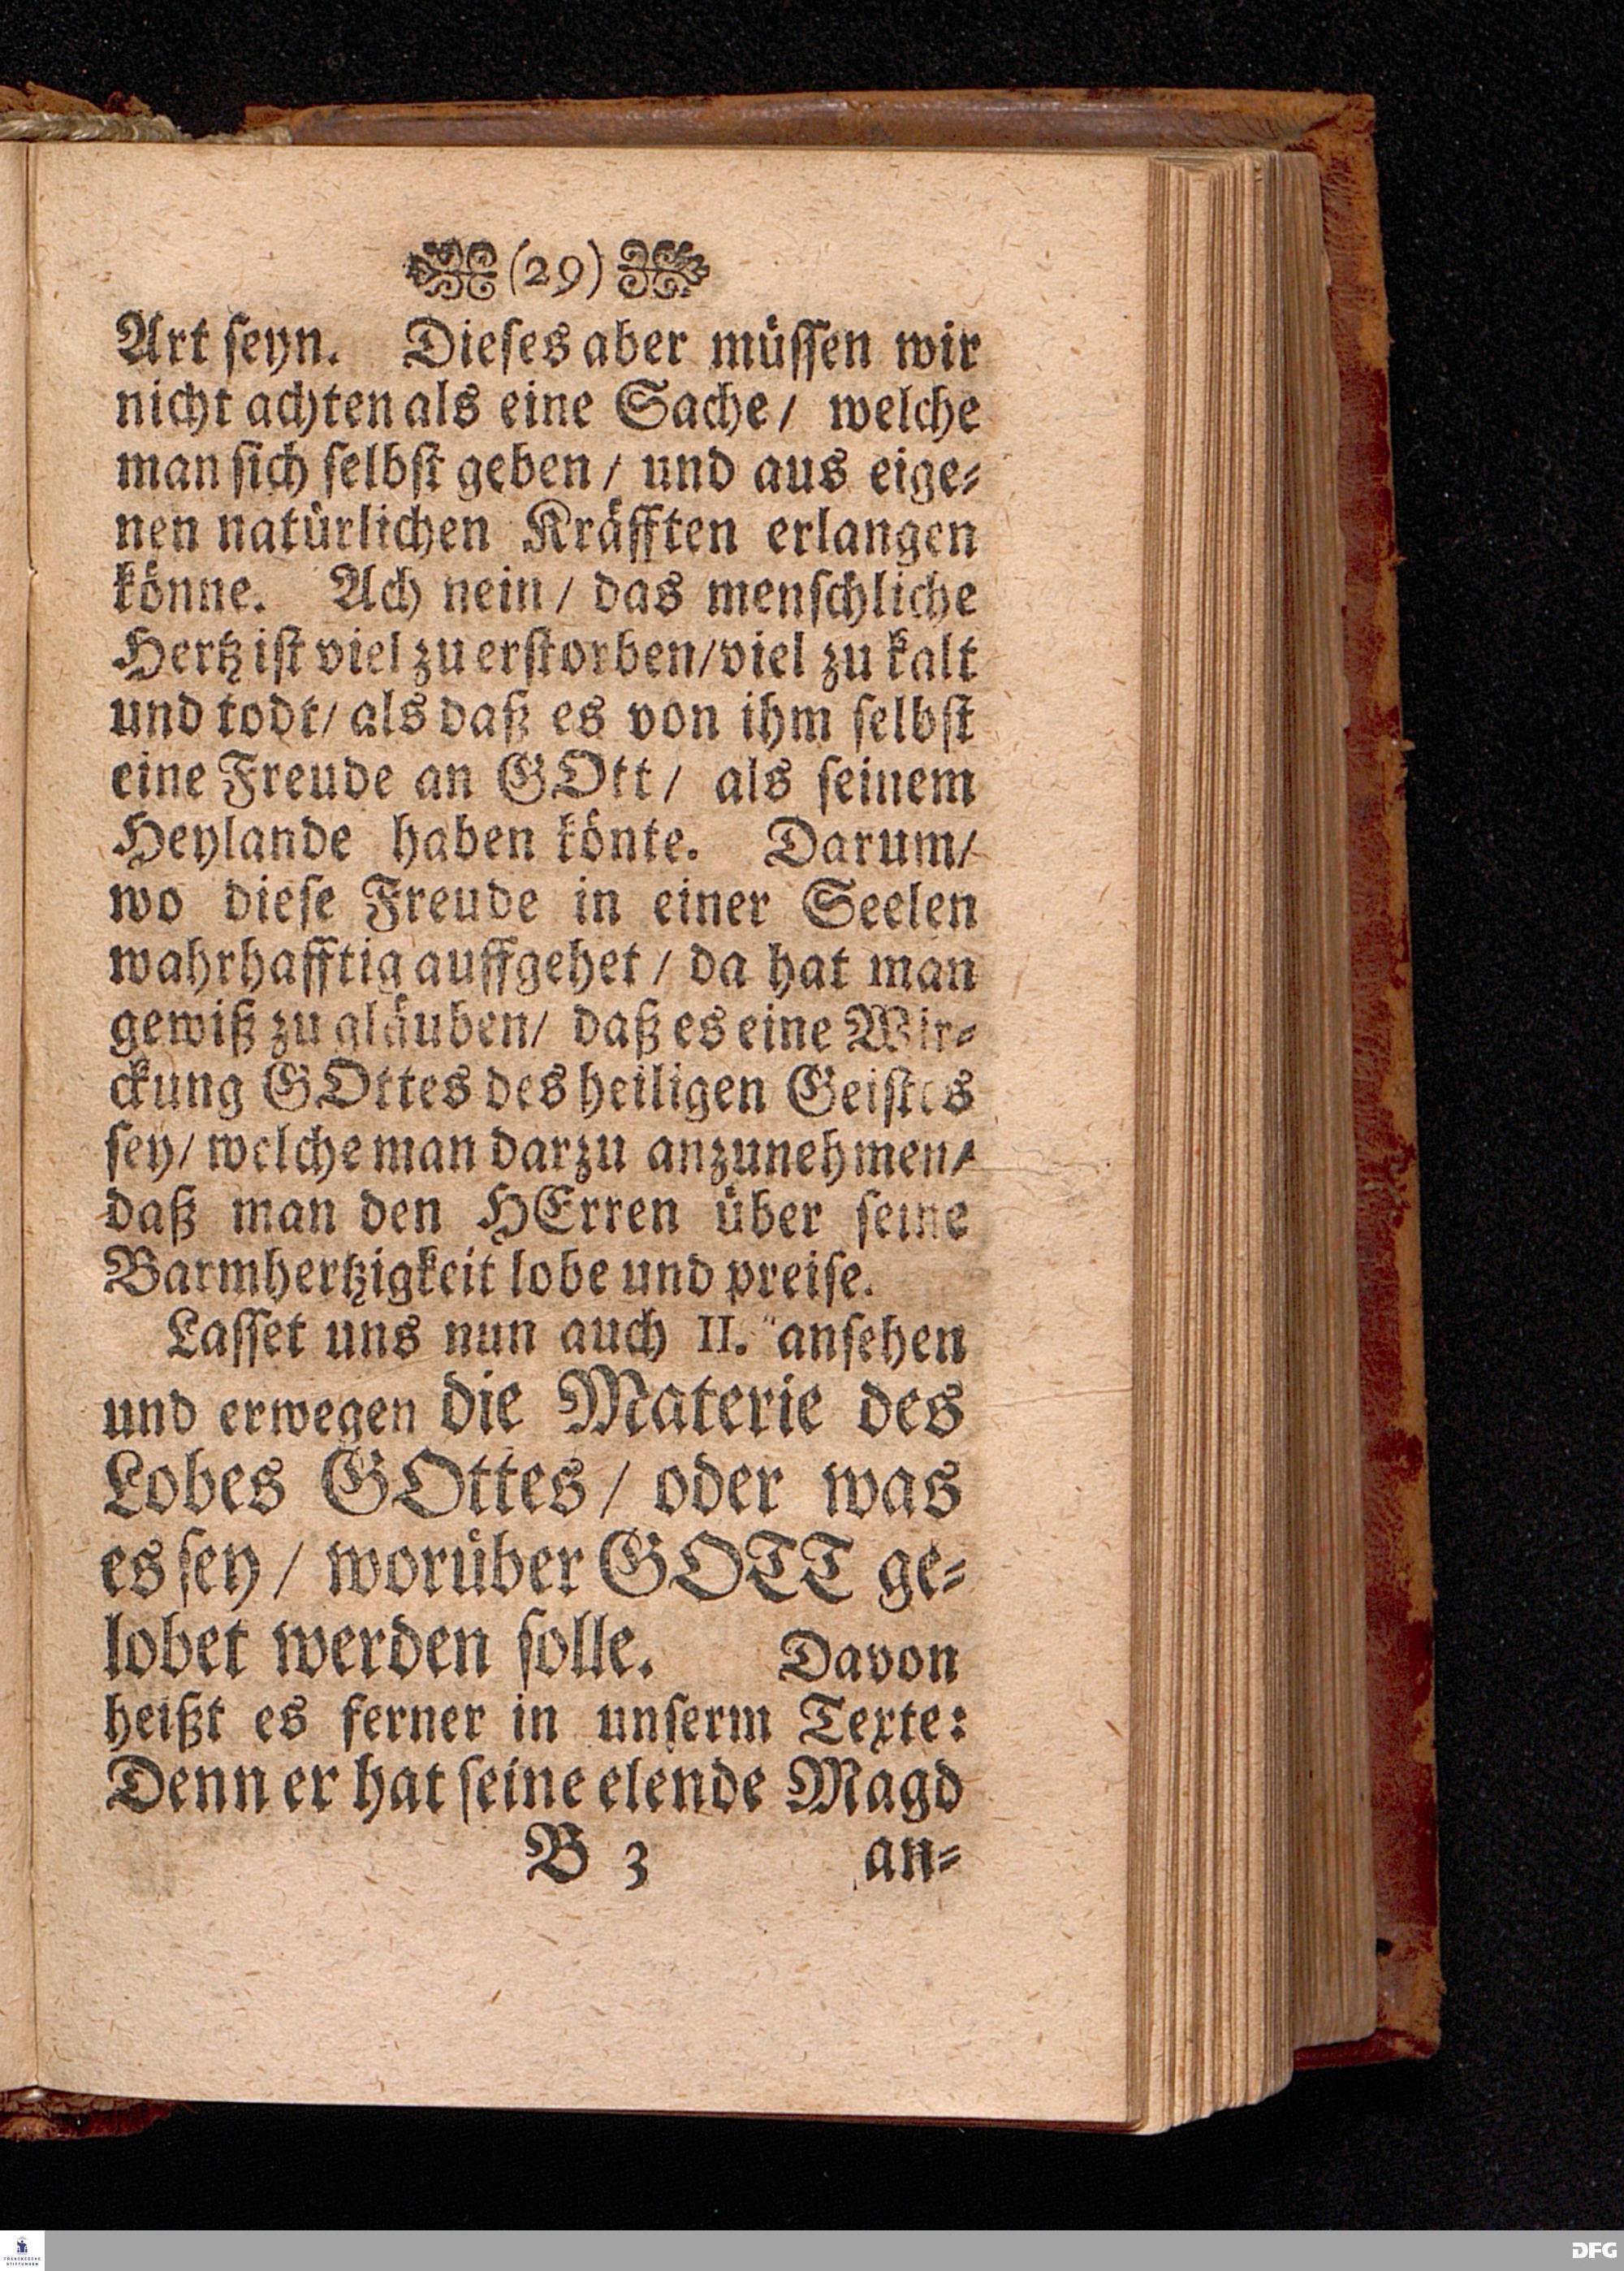 (29)
Art seyn. Dieses aber müssen wir
nicht achten als eine Sache / welche
man sich selbst geben / und aus eige-
nen natürlichen Kräfften erlangen
könne. Ach nein / das menschliche
Hertz ist viel zu erstorben/viel zu kalt
und todt/ als daß es von ihm selbst
eine Freude an GOtt / als seinem
Heylande haben könte. Darum/
wo diese Freude in einer Seelen
wahrhafftig auffgehet / da hat man
gewiß zu gläuben/ daß es eine Wir-
ckung GOttes des heiligen Geistes
sey/ welche man darzu anzunehmen/
daß man den HErren über seine
Barmhertzigkeit lobe und preise.
Lasset uns nun auch II. ansehen
und erwegen die Materie des
Lobes GOttes / oder was
es sey / worüber GOTT ge-
lobet werden solle. Davon
heißt es ferner in unserm Texte:
Denn er hat seine elende Magd
B 3 an-
FRANCKESCHE
STIFTUNGEN
DFG